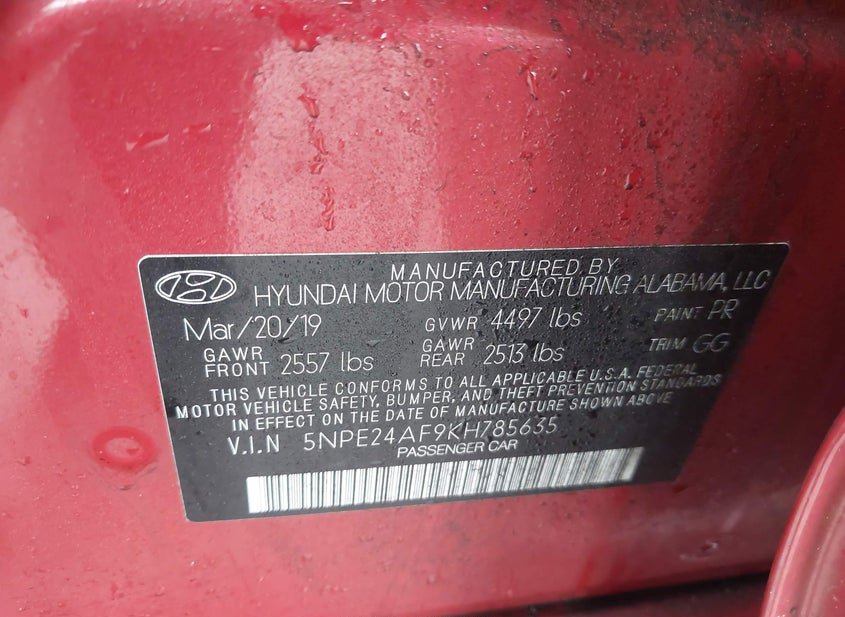 MANUFACTURED BY
HYUNDAI MOTOR MANUFACTURING ALABAMA, LLC
Mar/20/19 GVWR 4497 lbs PAINT PR
GAWR FRONT 2557 lbs GAWR REAR 2513 lbs TRIM GG
THIS VEHICLE CONFORMS TO ALL APPLICABLE U.S.A. FEDERAL
MOTOR VEHICLE SAFETY, BUMPER, AND THEFT PREVENTION STANDARDS
IN EFFECT ON THE DATE OF MANUFACTURE SHOWN ABOVE
V.I.N 5NPE24AF9KH785635
PASSENGER CAR